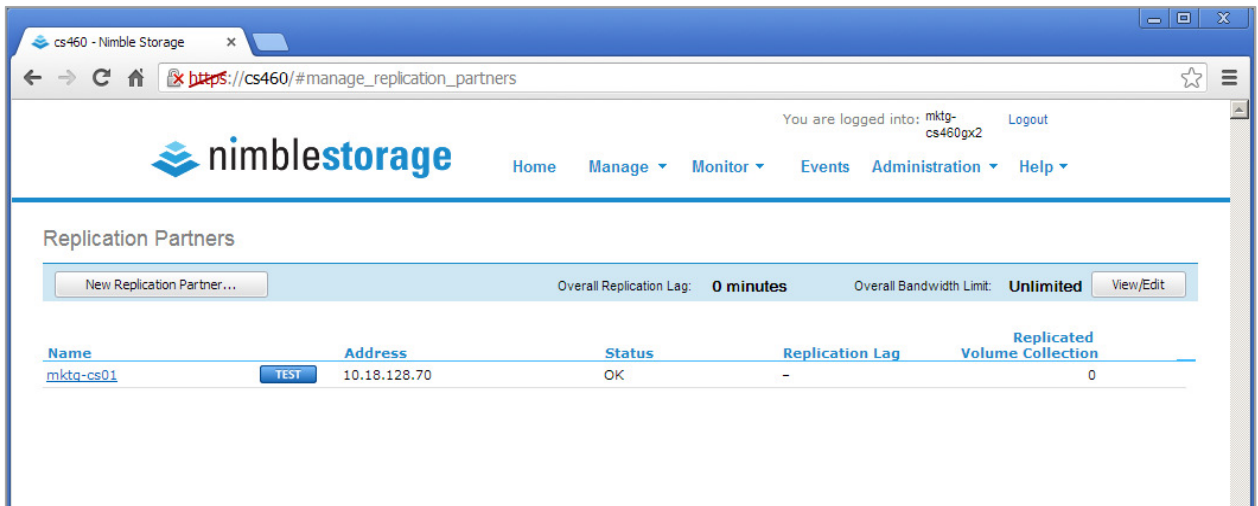 cs460 - Nimble Storage
https://cs460/#manage_replication_partners
You are logged into: mktg-
cs460gx2
Logout
nimblestorage
Home Manage Monitor Events Administration Help
Replication Partners
New Replication Partner... Overall Replication Lag: 0 minutes Overall Bandwidth Limit: Unlimited View/Edit
Replicated
Name Address Status Replication Lag Volume Collection
mktg-cs01 TEST 10.18.128.70 OK – 0